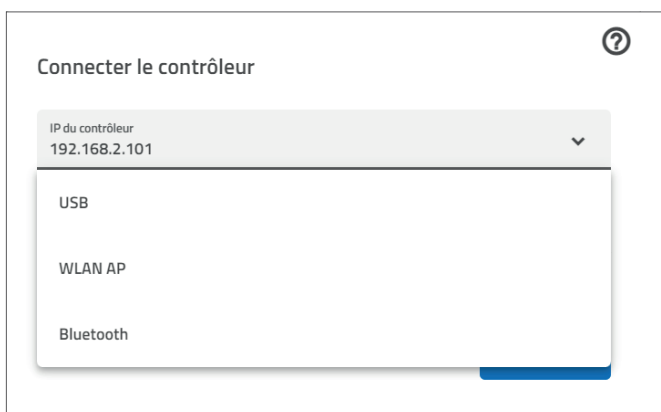 Connecter le contrôleur
IP du contrôleur
192.168.2.101
USB
WLAN AP
Bluetooth